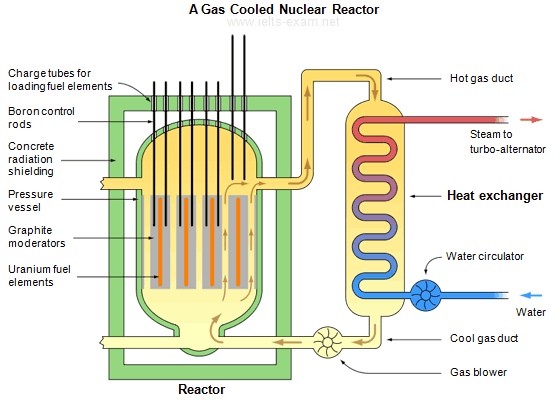 A Gas Cooled Nuclear Reactor
www.ielts-exam.net
Charge tubes for
loading fuel elements
Boron control
rods
Concrete
radiation
shielding
Pressure
vessel
Graphite
moderators
Uranium fuel
elements
Reactor
Hot gas duct
Steam to
turbo-alternator
Heat exchanger
Water circulator
Water
Cool gas duct
Gas blower